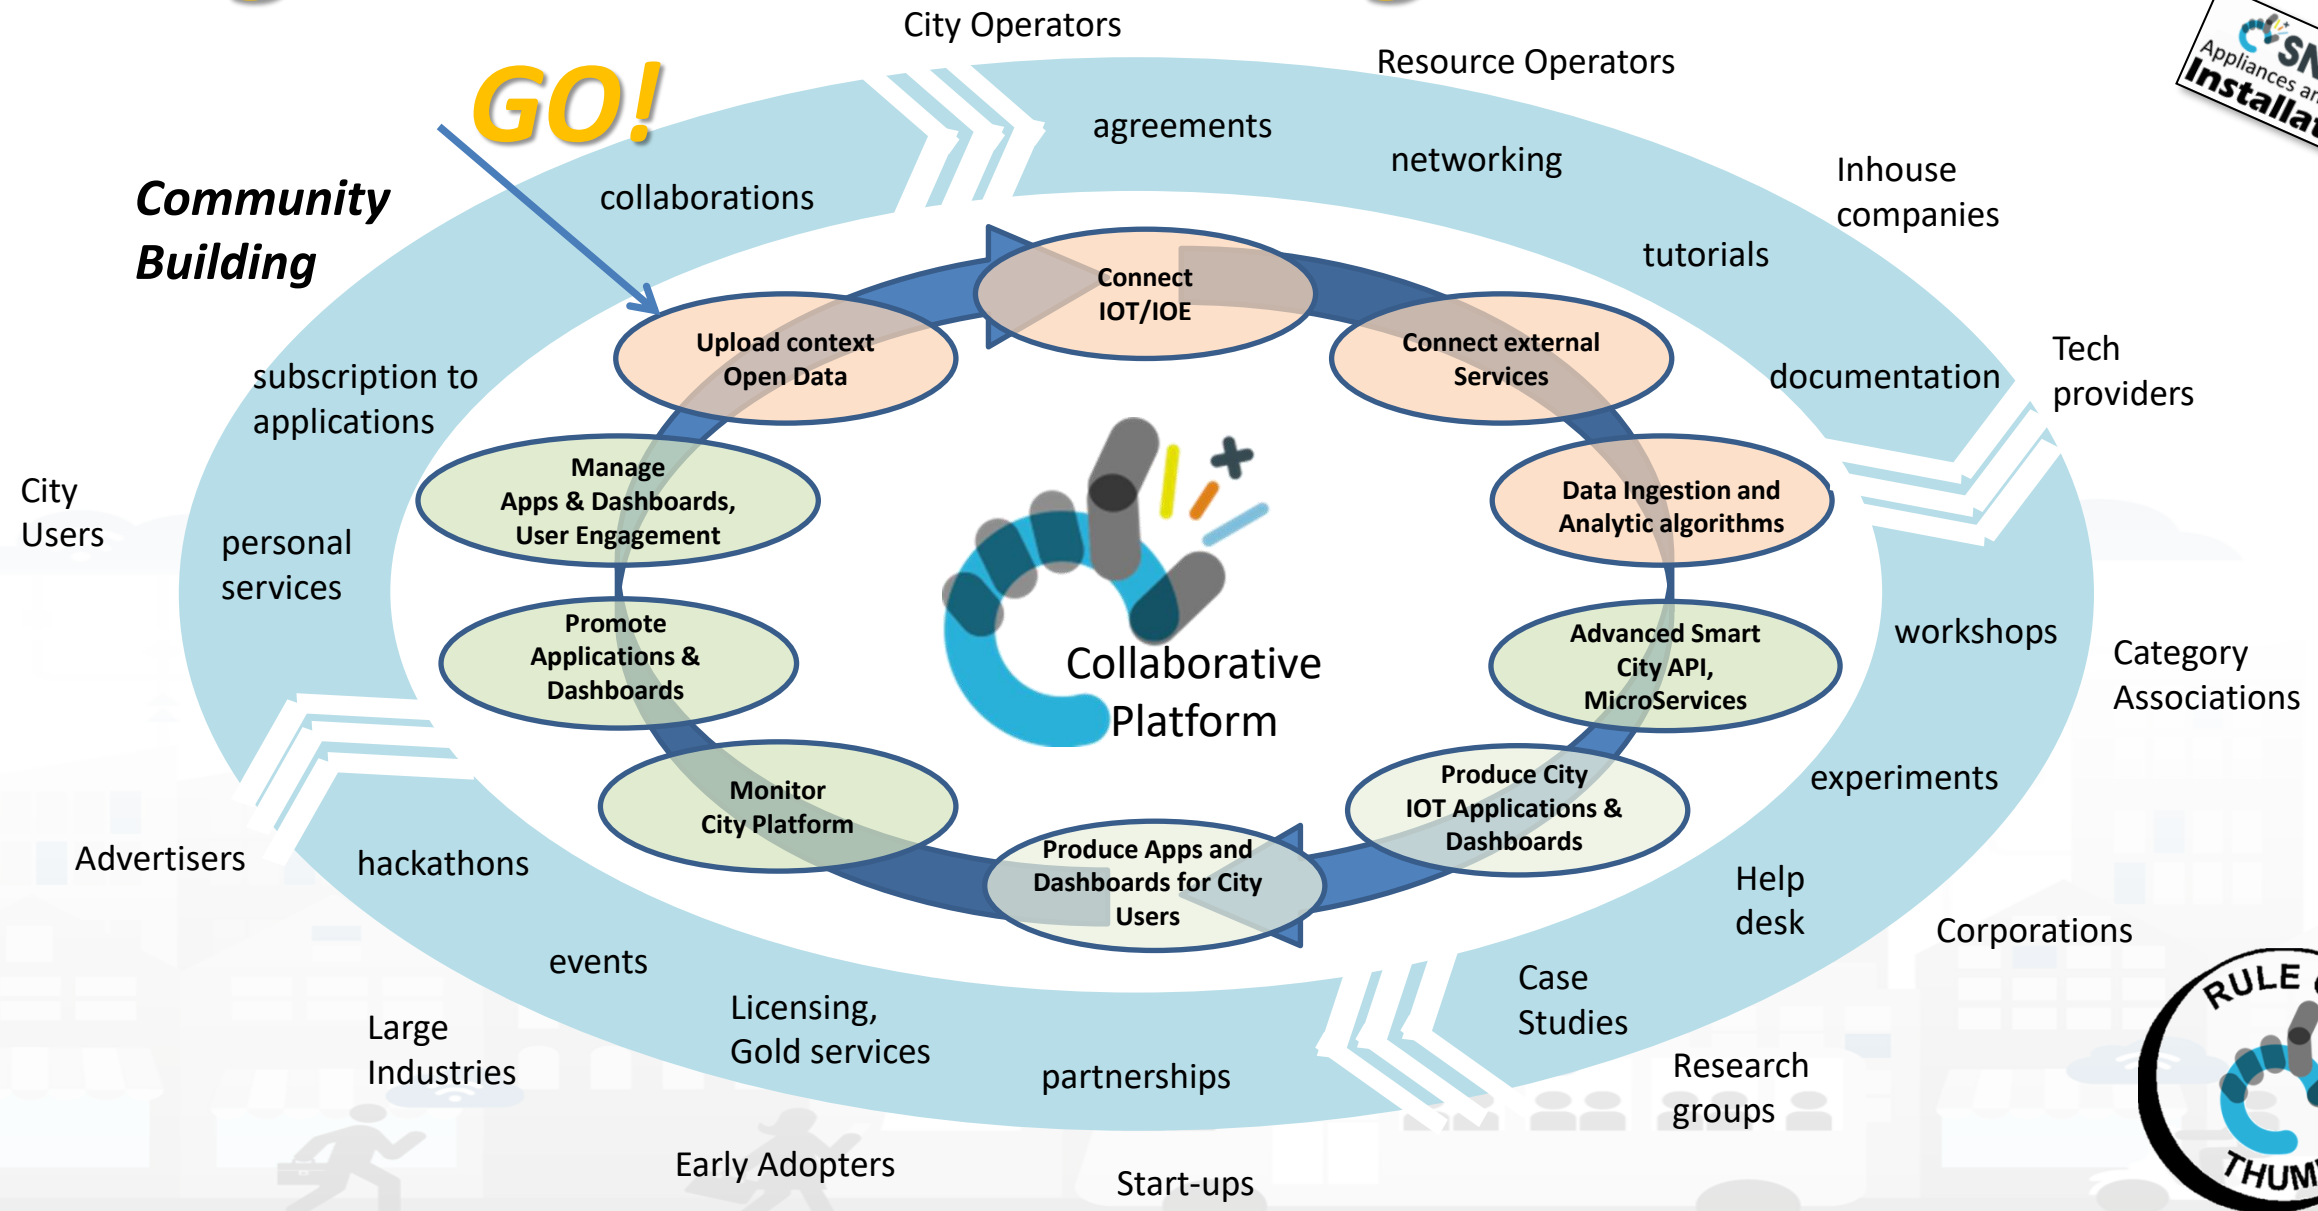 City Operators
Resource Operators
GO!
Community
Building
collaborations
agreements
networking
tutorials
documentation
Inhouse
companies
Tech
providers
subscription to
applications
personal
services
City
Users
Connect
IOT/IOE
Upload context
Open Data
Connect external
Services
Manage
Apps & Dashboards,
User Engagement
Data Ingestion and
Analytic algorithms
Promote
Applications &
Dashboards
Advanced Smart
City API,
MicroServices
Collaborative
Platform
Monitor
City Platform
Produce City
IOT Applications &
Dashboards
Produce Apps and
Dashboards for City
Users
workshops
Category
Associations
experiments
Help
desk
Corporations
Case
Studies
Research
groups
Advertisers
hackathons
events
Licensing,
Gold services
partnerships
Large
Industries
Early Adopters
Start-ups
Appliances
RULE